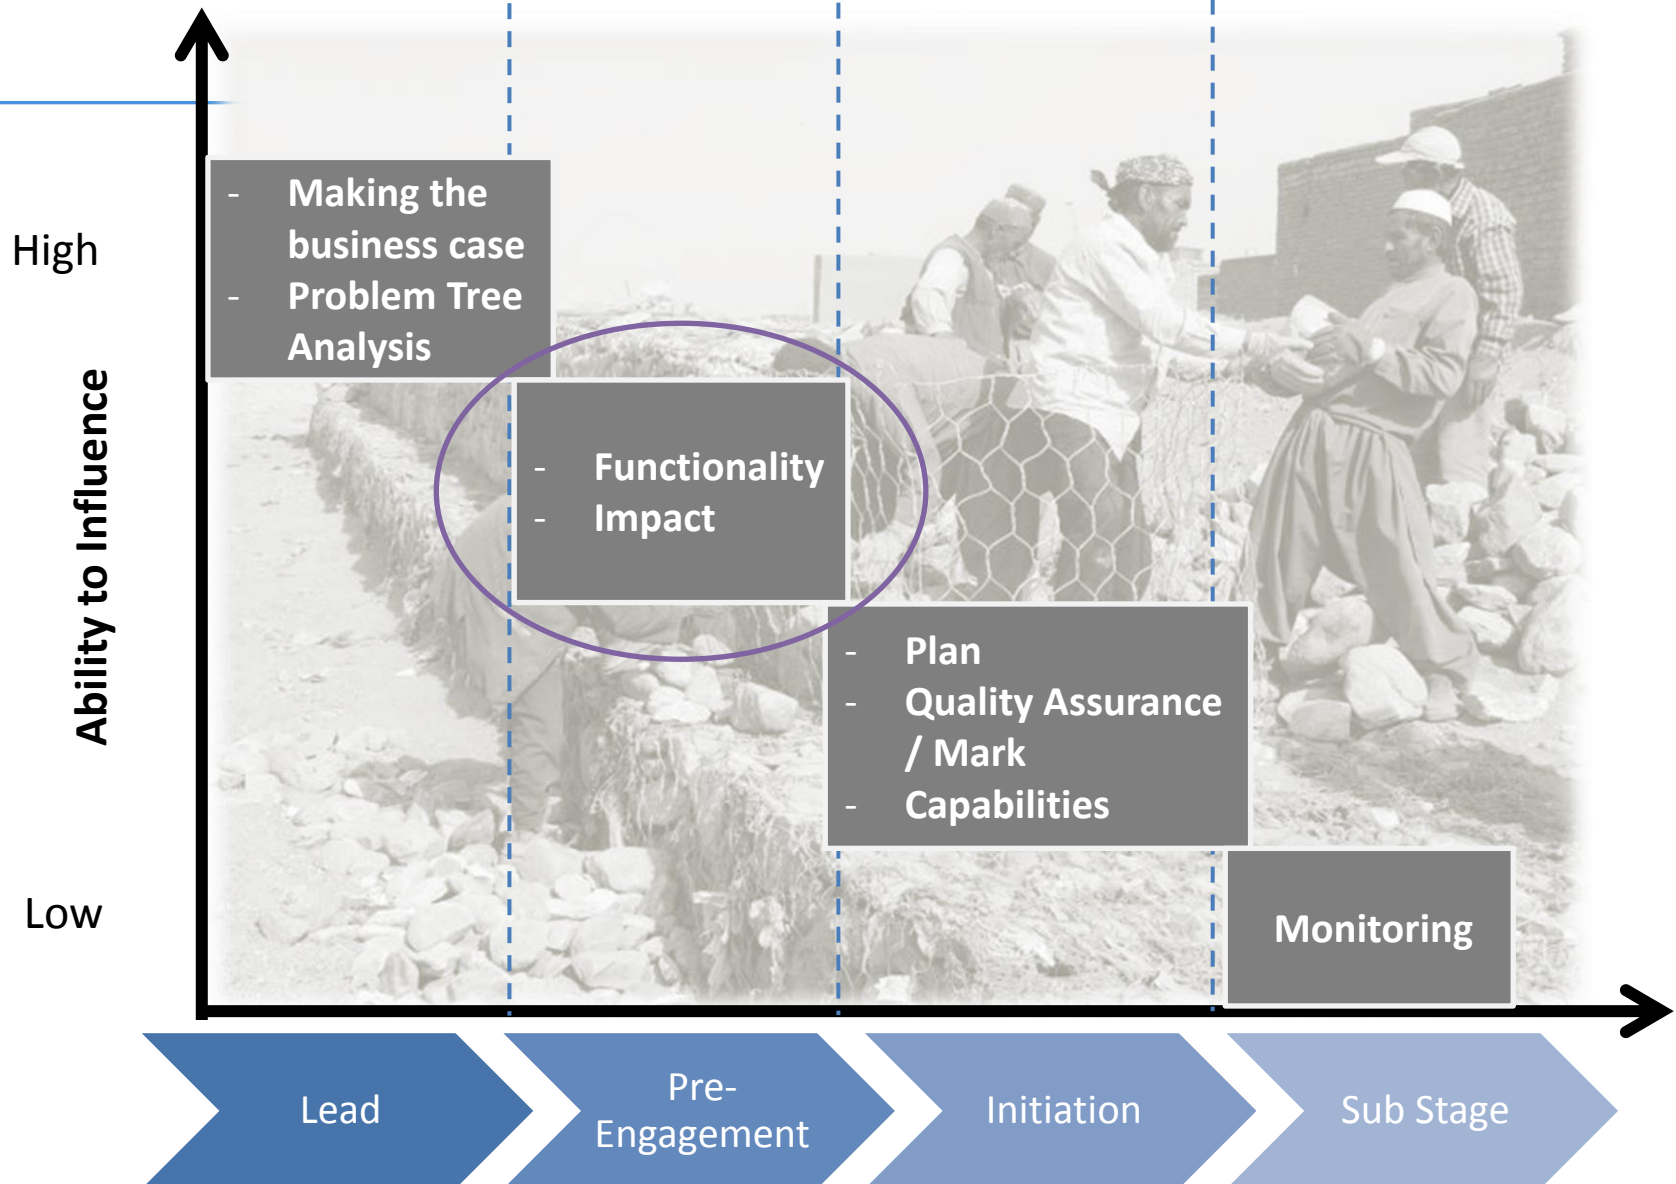 High
Ability to Influence
Low
- Making the
business case
- Problem Tree
Analysis
- Functionality
- Impact
- Plan
- Quality Assurance
/ Mark
- Capabilities
Monitoring
Lead
Pre-
Engagement
Initiation
Sub Stage